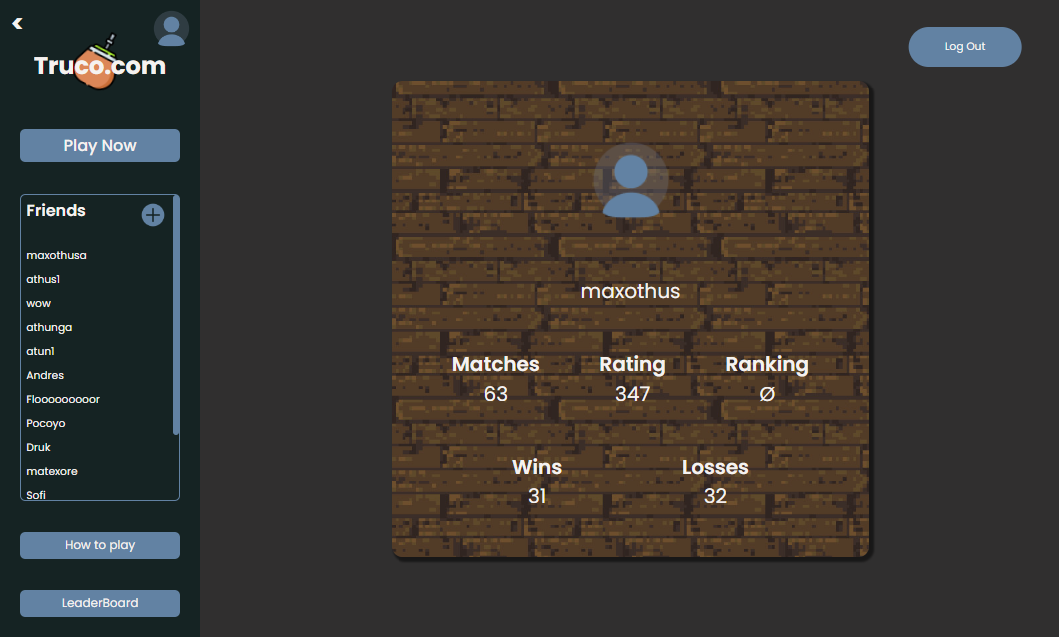 Truco.com
Play Now
Friends
maxothusa
athus1
wow
athunga
atun1
Andres
Flooooooooor
Pocoyo
Druk
matexore
Sofi
How to play
LeaderBoard
Log Out
maxothus
Matches Rating Ranking
63 347 Ø
Wins Losses
31 32